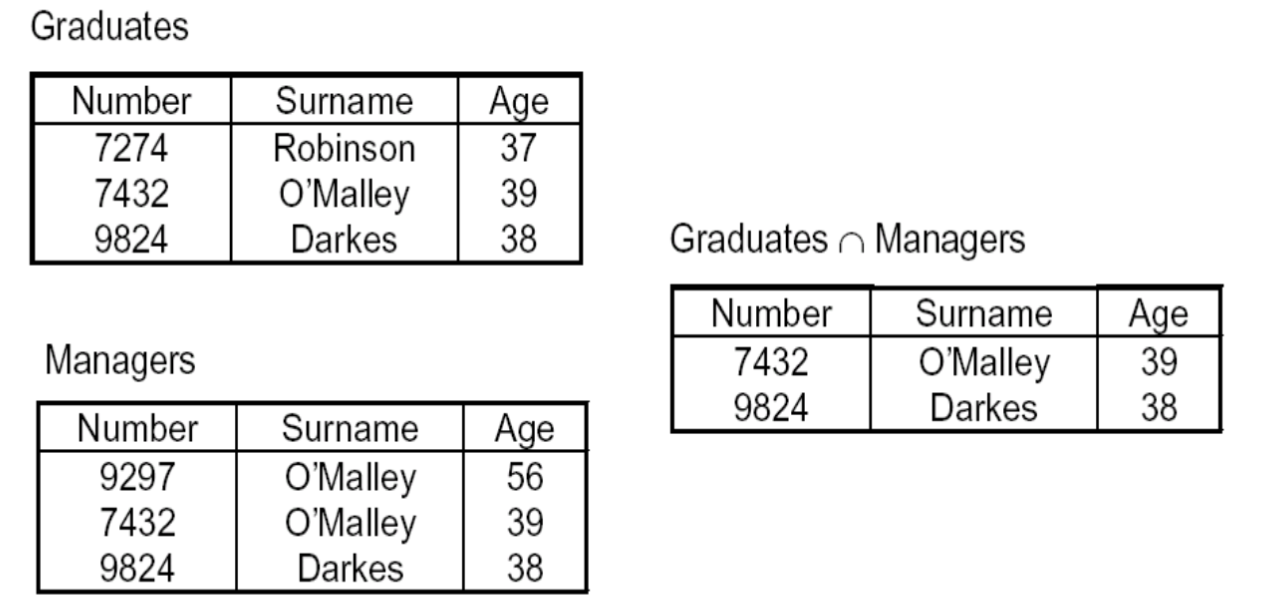 Graduates
Number Surname Age
7274 Robinson 37
7432 O’Malley 39
9824 Darkes 38
Managers
Number Surname Age
9297 O’Malley 56
7432 O’Malley 39
9824 Darkes 38
Graduates ∩ Managers
Number Surname Age
7432 O’Malley 39
9824 Darkes 38